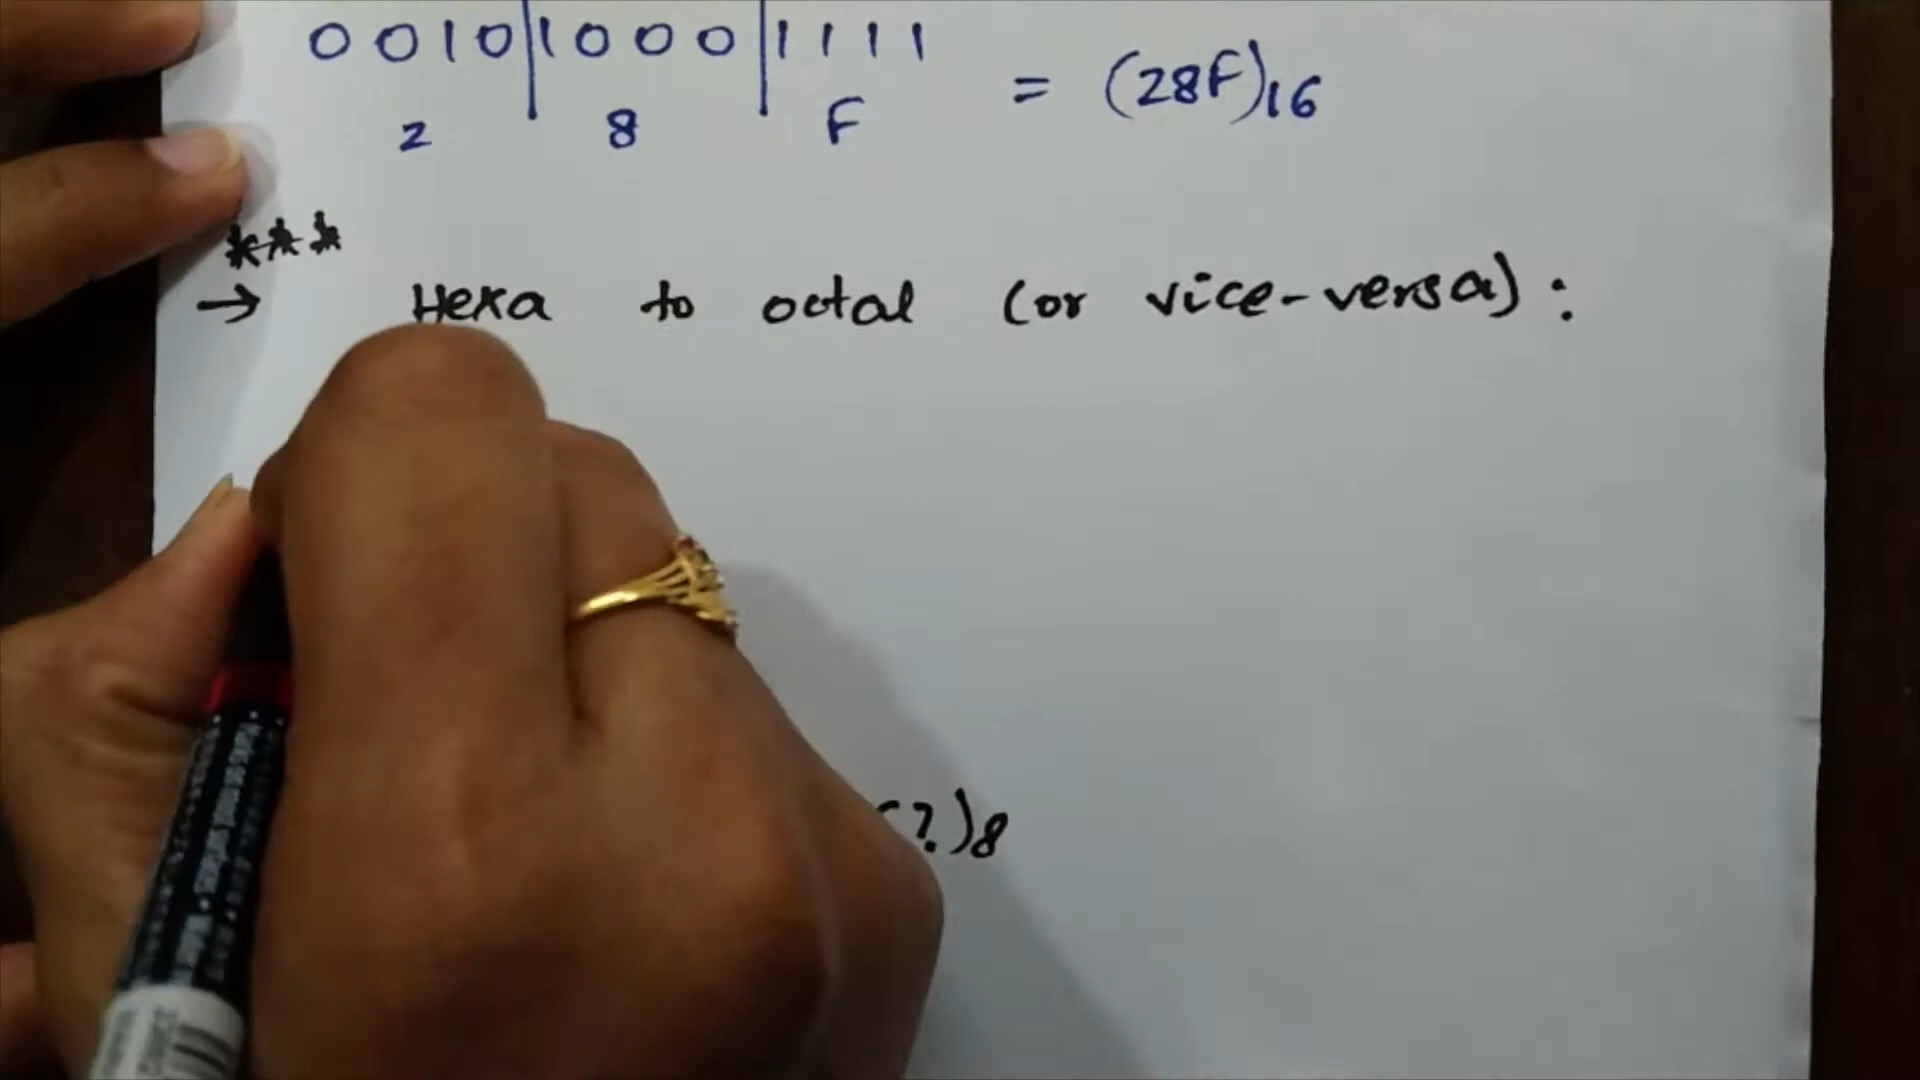 0010|1000|1111
2 8 F = (28F)16
***
→ Hexa to octal (or vice-versa):
(?)8